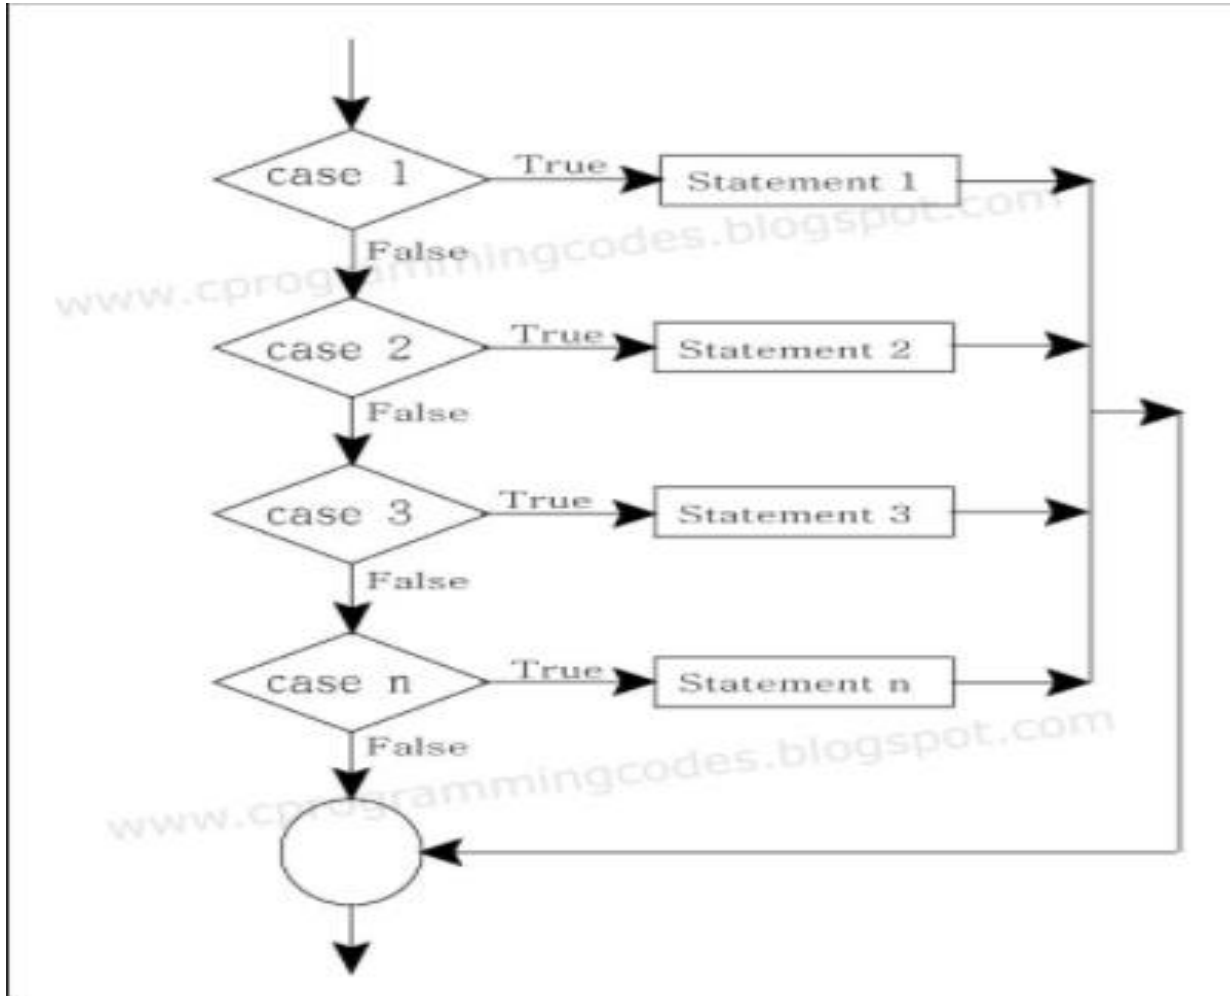 case 1
True
Statement 1
www.cprogrammingcodes.blogspot.com
False
case 2
True
Statement 2
False
case 3
True
Statement 3
False
case n
True
Statement n
False
www.cprogrammingcodes.blogspot.com